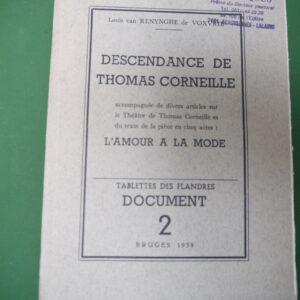 Louis van RENYNGHE de VOXVRIE
DESCENDANCE DE
THOMAS CORNEILLE
accompagnée de divers articles sur
le Théâtre de Thomas Corneille et
du texte de la pièce en cinq actes :
L'AMOUR A LA MODE
TABLETTES DES FLANDRES
DOCUMENT
2
BRUGES 1959